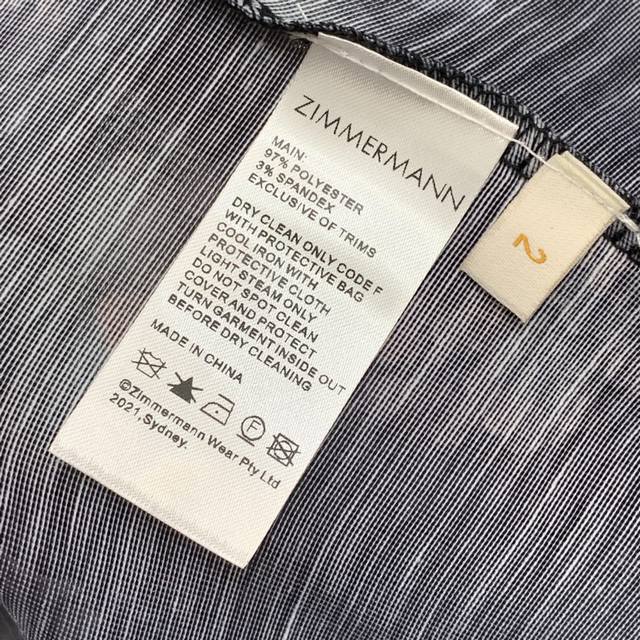 ZIMMERMANN
MAIN:
97% POLYESTER
3% SPANDEX
EXCLUSIVE OF TRIMS
DRY CLEAN ONLY CODE F
WITH PROTECTIVE BAG
COOL IRON WITH
PROTECTIVE CLOTH
LIGHT STEAM ONLY
DO NOT SPOT CLEAN
COVER AND PROTECT
TURN GARMENT INSIDE OUT
BEFORE DRY CLEANING
MADE IN CHINA
F
©Zimmermann Wear Pty Ltd
2021, Sydney.
2